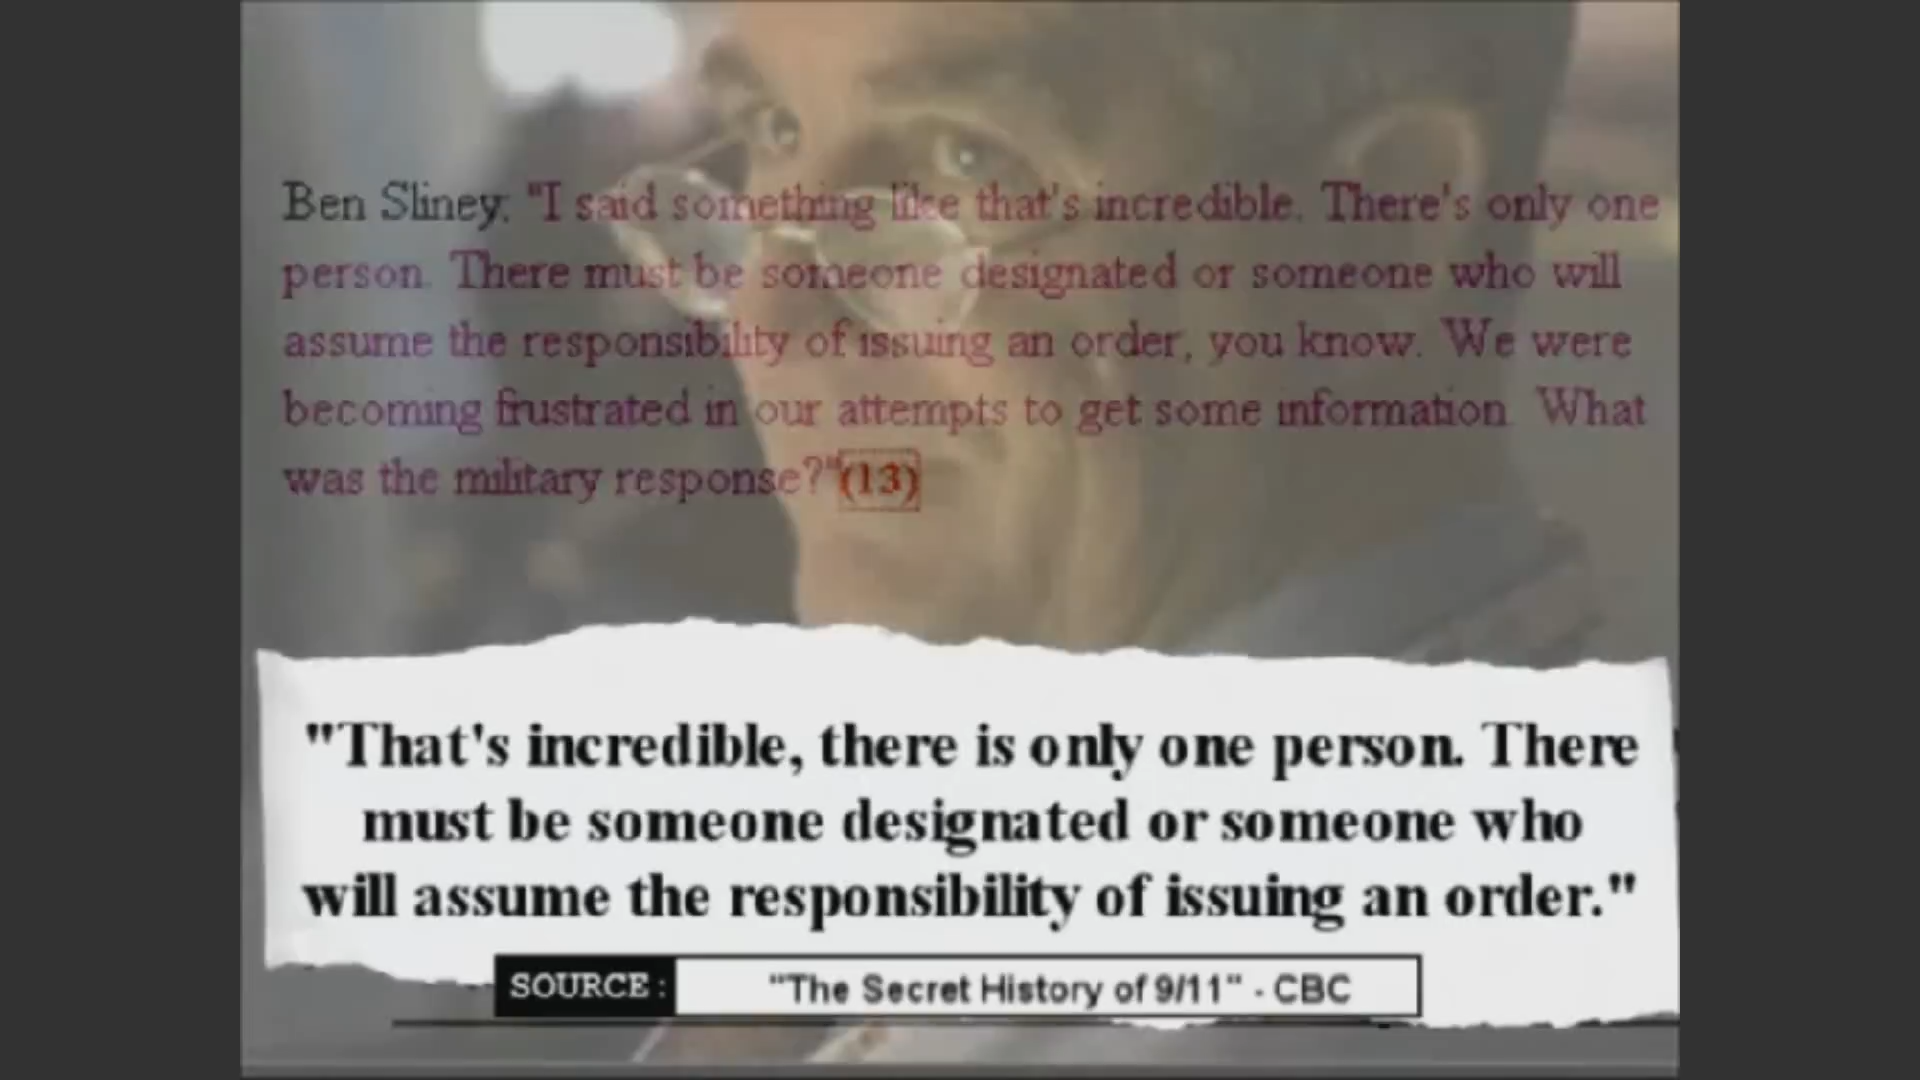 Ben Sliney: "I said something like that's incredible. There's only one
person. There must be someone designated or someone who will
assume the responsibility of issuing an order, you know. We were
becoming frustrated in our attempts to get some information. What
was the military response?"(13)
"That's incredible, there is only one person. There
must be someone designated or someone who
will assume the responsibility of issuing an order."
SOURCE: "The Secret History of 9/11" - CBC